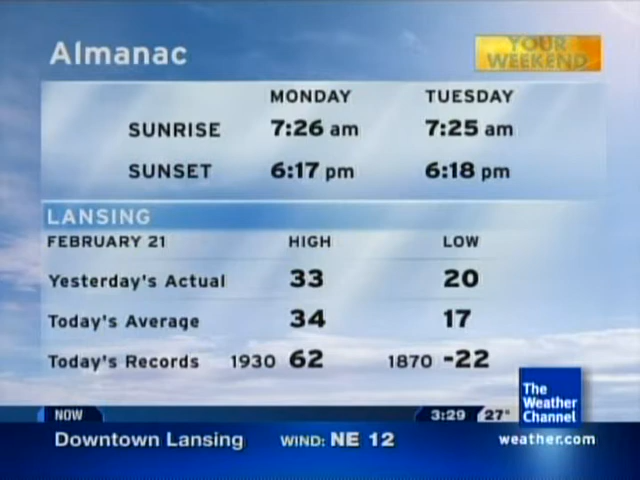 Almanac
YOUR WEEKEND
MONDAY TUESDAY
SUNRISE 7:26 am 7:25 am
SUNSET 6:17 pm 6:18 pm
LANSING
FEBRUARY 21 HIGH LOW
Yesterday's Actual 33 20
Today's Average 34 17
Today's Records 1930 62 1870 -22
The
Weather
Channel
NOW 3:29 27°
Downtown Lansing WIND: NE 12 weather.com